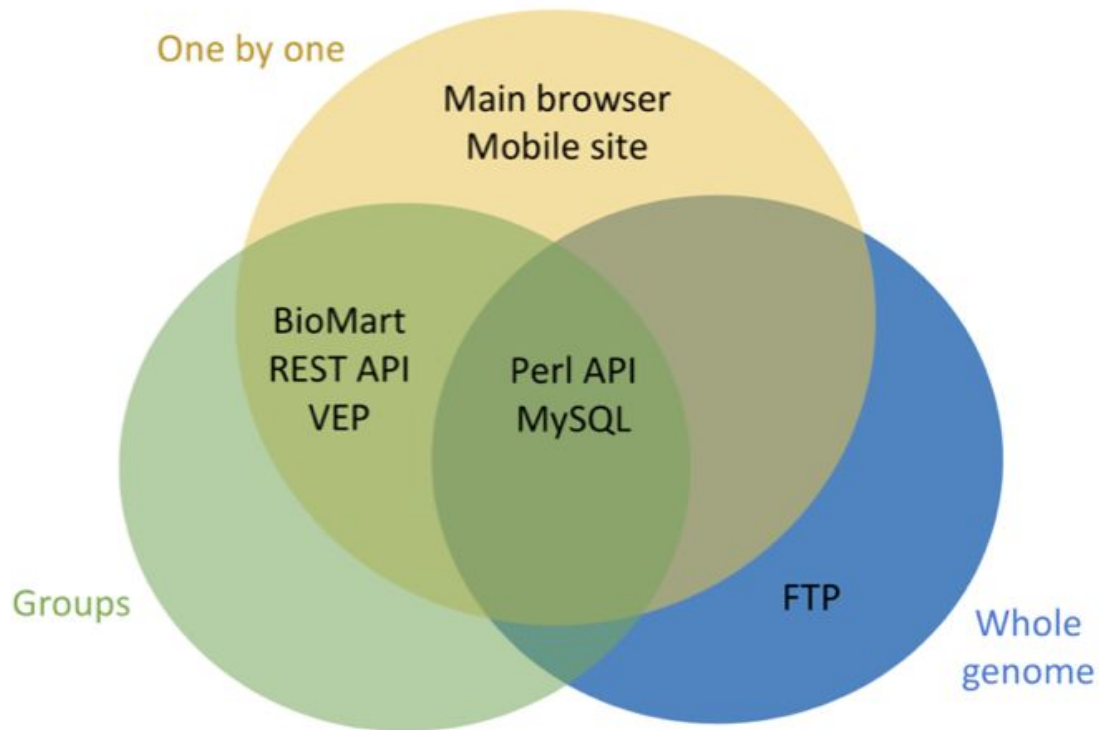 One by one
Main browser
Mobile site
BioMart
REST API
VEP
Perl API
MySQL
Groups
FTP
Whole
genome